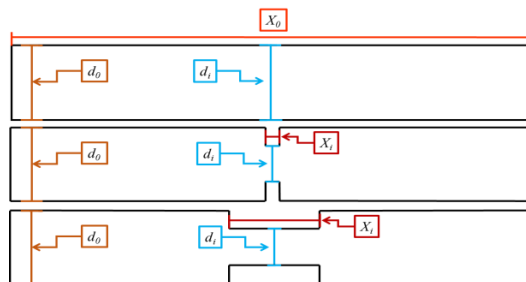 X₀
d₀ dᵢ
d₀ dᵢ Xᵢ
d₀ dᵢ Xᵢ